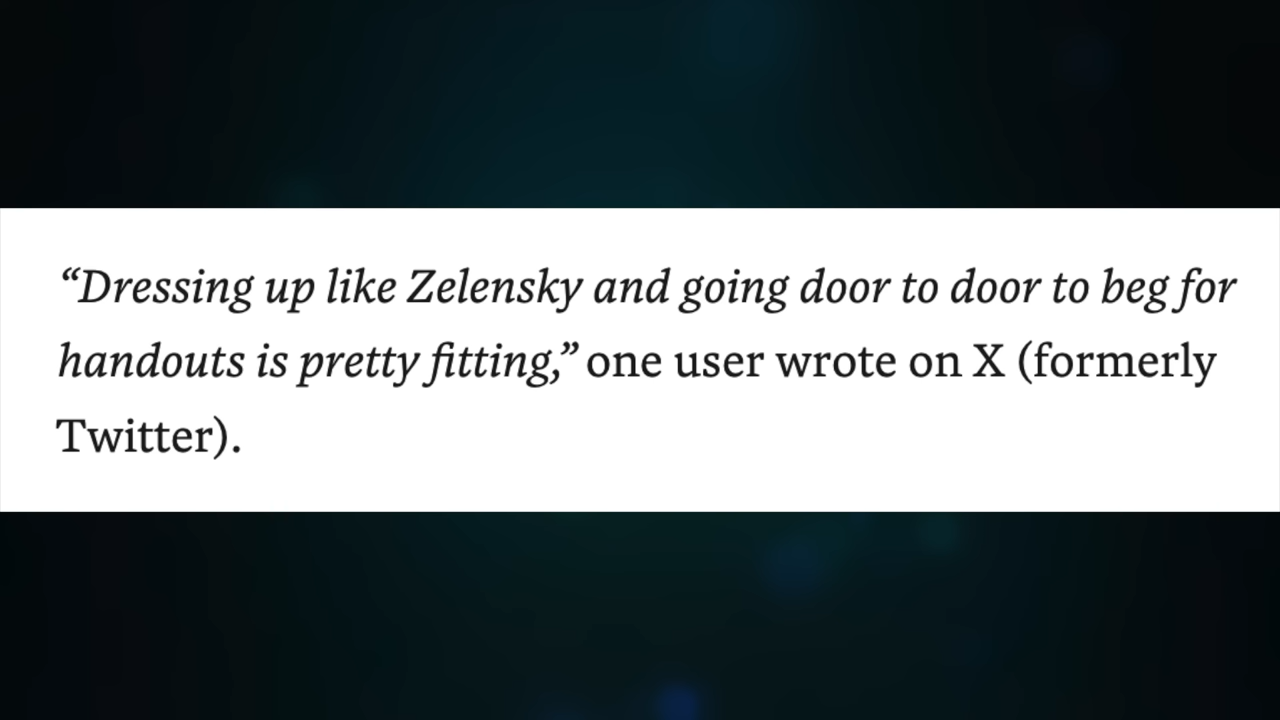 “Dressing up like Zelensky and going door to door to beg for
handouts is pretty fitting,” one user wrote on X (formerly
Twitter).